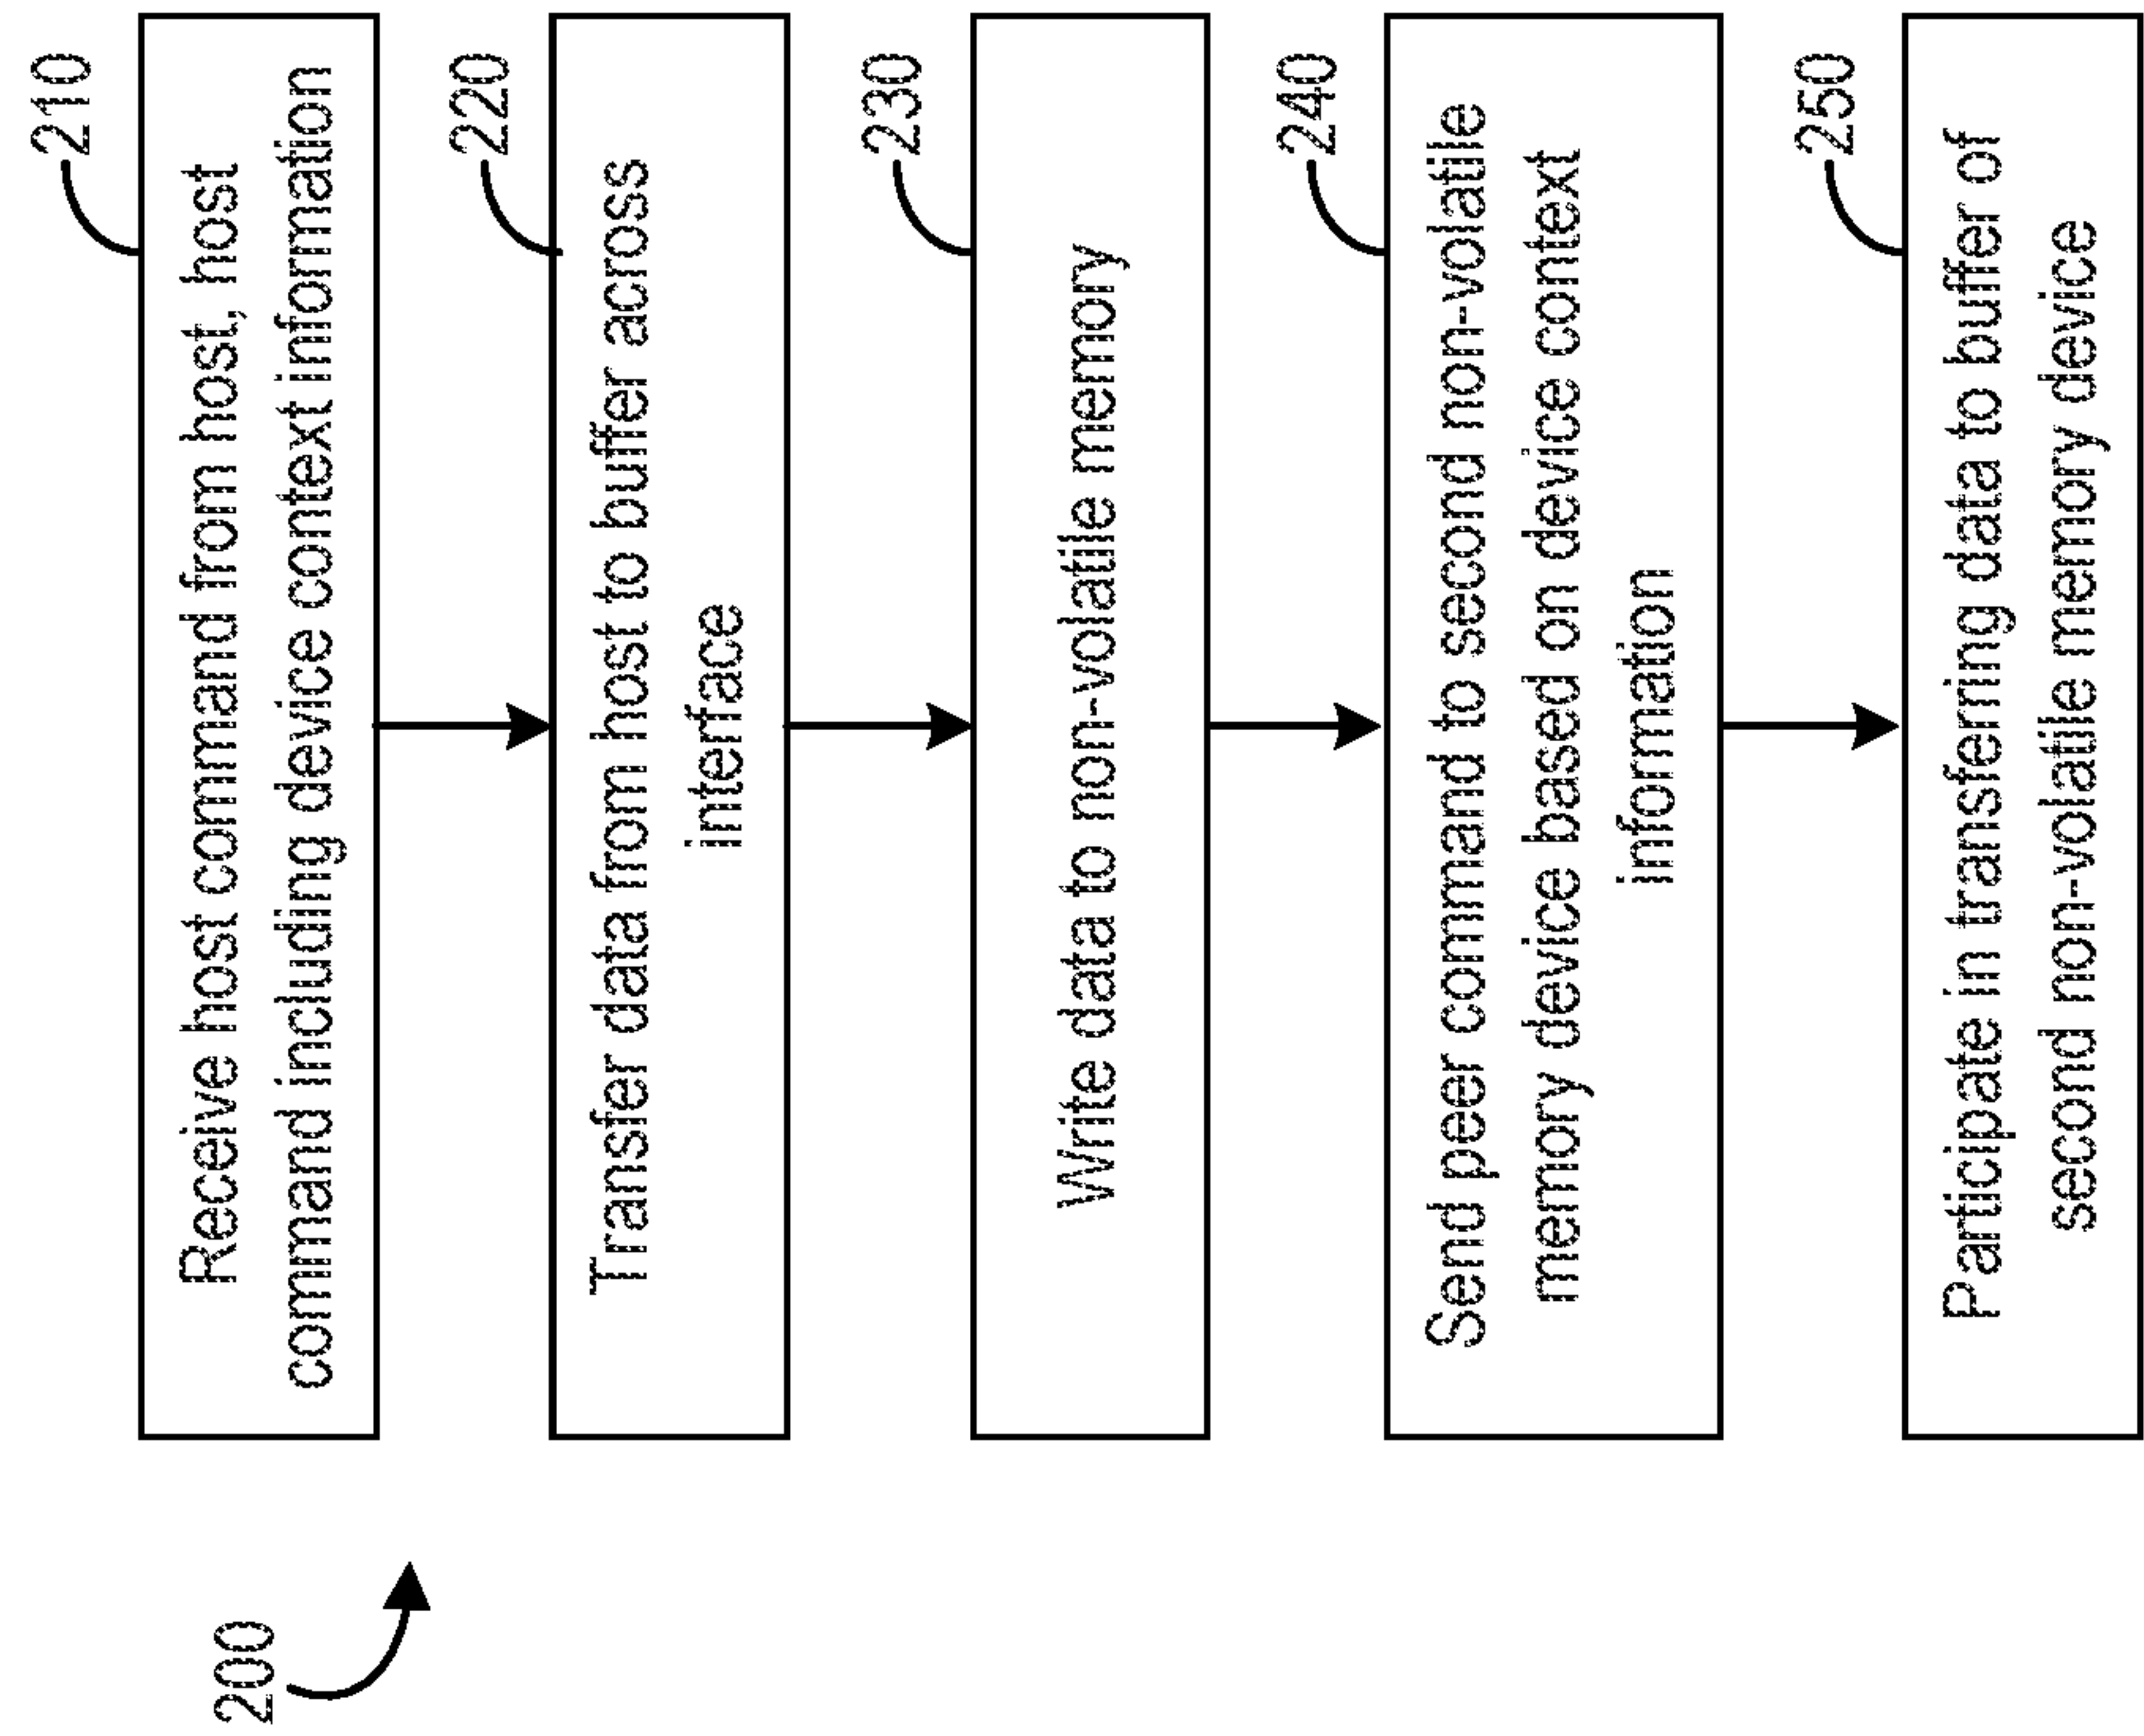 200
210
Receive host command from host, host
command including device context information
220
Transfer data from host to buffer across
interface
230
Write data to non-volatile memory
240
Send peer command to second non-volatile
memory device based on device context
information
250
Participate in transferring data to buffer of
second non-volatile memory device